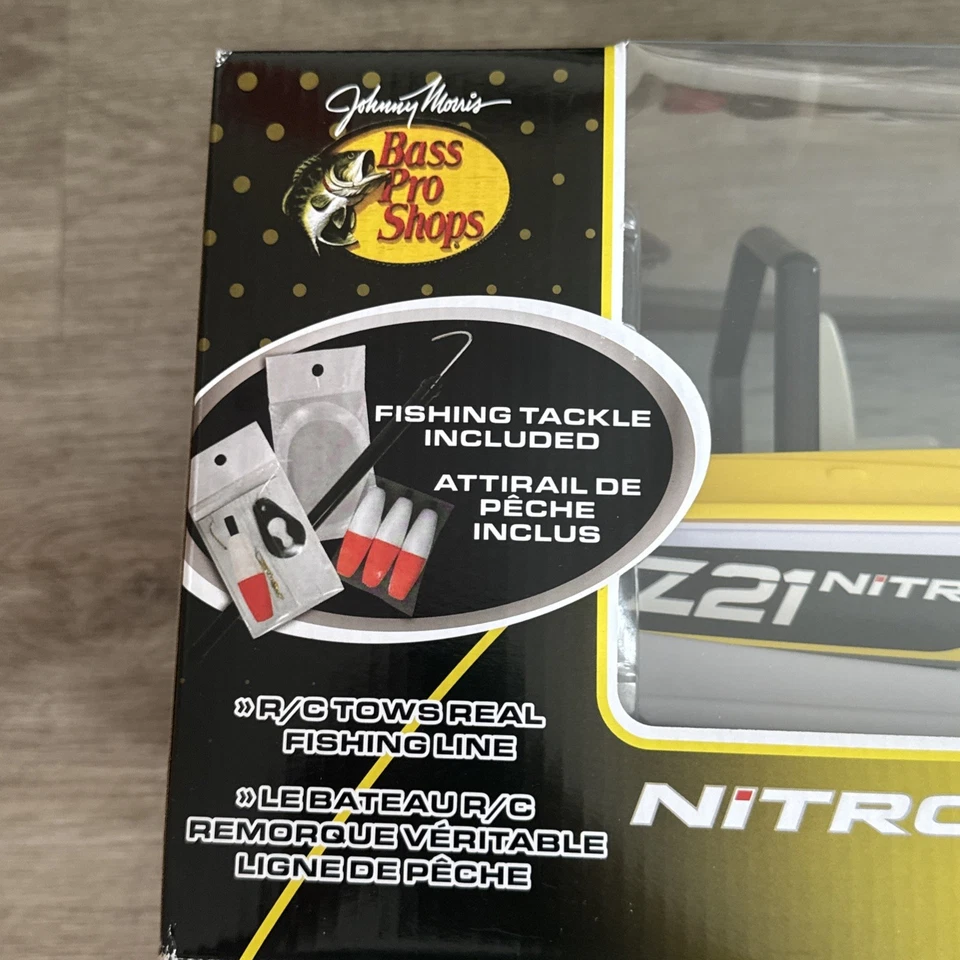 Johnny Morris
Bass
Pro
Shops
FISHING TACKLE
INCLUDED
ATTIRAIL DE
PÊCHE
INCLUS
» R/C TOWS REAL
FISHING LINE
» LE BATEAU R/C
REMORQUE VÉRITABLE
LIGNE DE PÊCHE
Z21 NiTR
NiTRO